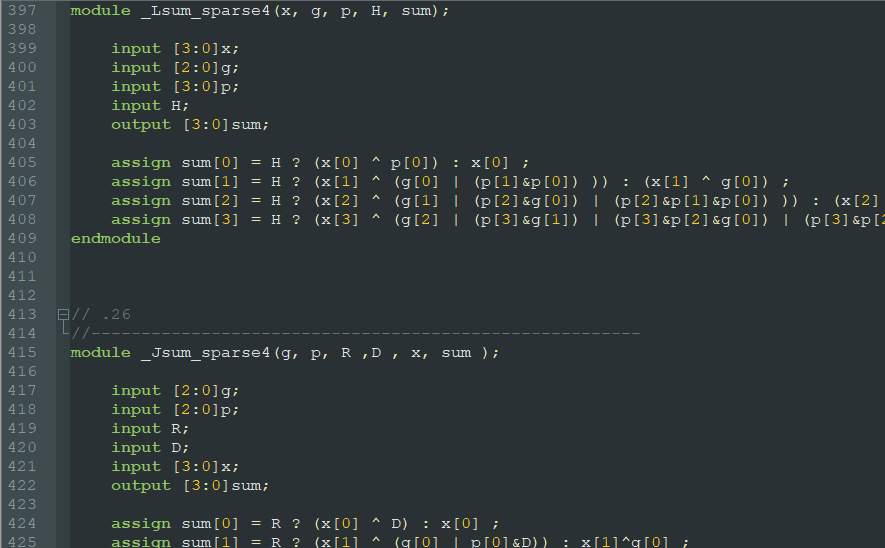 397 module _Lsum_sparse4(x, g, p, H, sum);
398
399 input [3:0]x;
400 input [2:0]g;
401 input [3:0]p;
402 input H;
403 output [3:0]sum;
404
405 assign sum[0] = H ? (x[0] ^ p[0]) : x[0] ;
406 assign sum[1] = H ? (x[1] ^ (g[0] | (p[1]&p[0]) )) : (x[1] ^ g[0]) ;
407 assign sum[2] = H ? (x[2] ^ (g[1] | (p[2]&g[0]) | (p[2]&p[1]&p[0]) )) : (x[2]
408 assign sum[3] = H ? (x[3] ^ (g[2] | (p[3]&g[1]) | (p[3]&p[2]&g[0]) | (p[3]&p[2
409 endmodule
410
411
412
413 // .26
414 //-------------------------------------------------------
415 module _Jsum_sparse4(g, p, R ,D , x, sum );
416
417 input [2:0]g;
418 input [2:0]p;
419 input R;
420 input D;
421 input [3:0]x;
422 output [3:0]sum;
423
424 assign sum[0] = R ? (x[0] ^ D) : x[0] ;
425 assign sum[1] = R ? (x[1] ^ (g[0] | p[0]&D)) : x[1]^g[0] ;